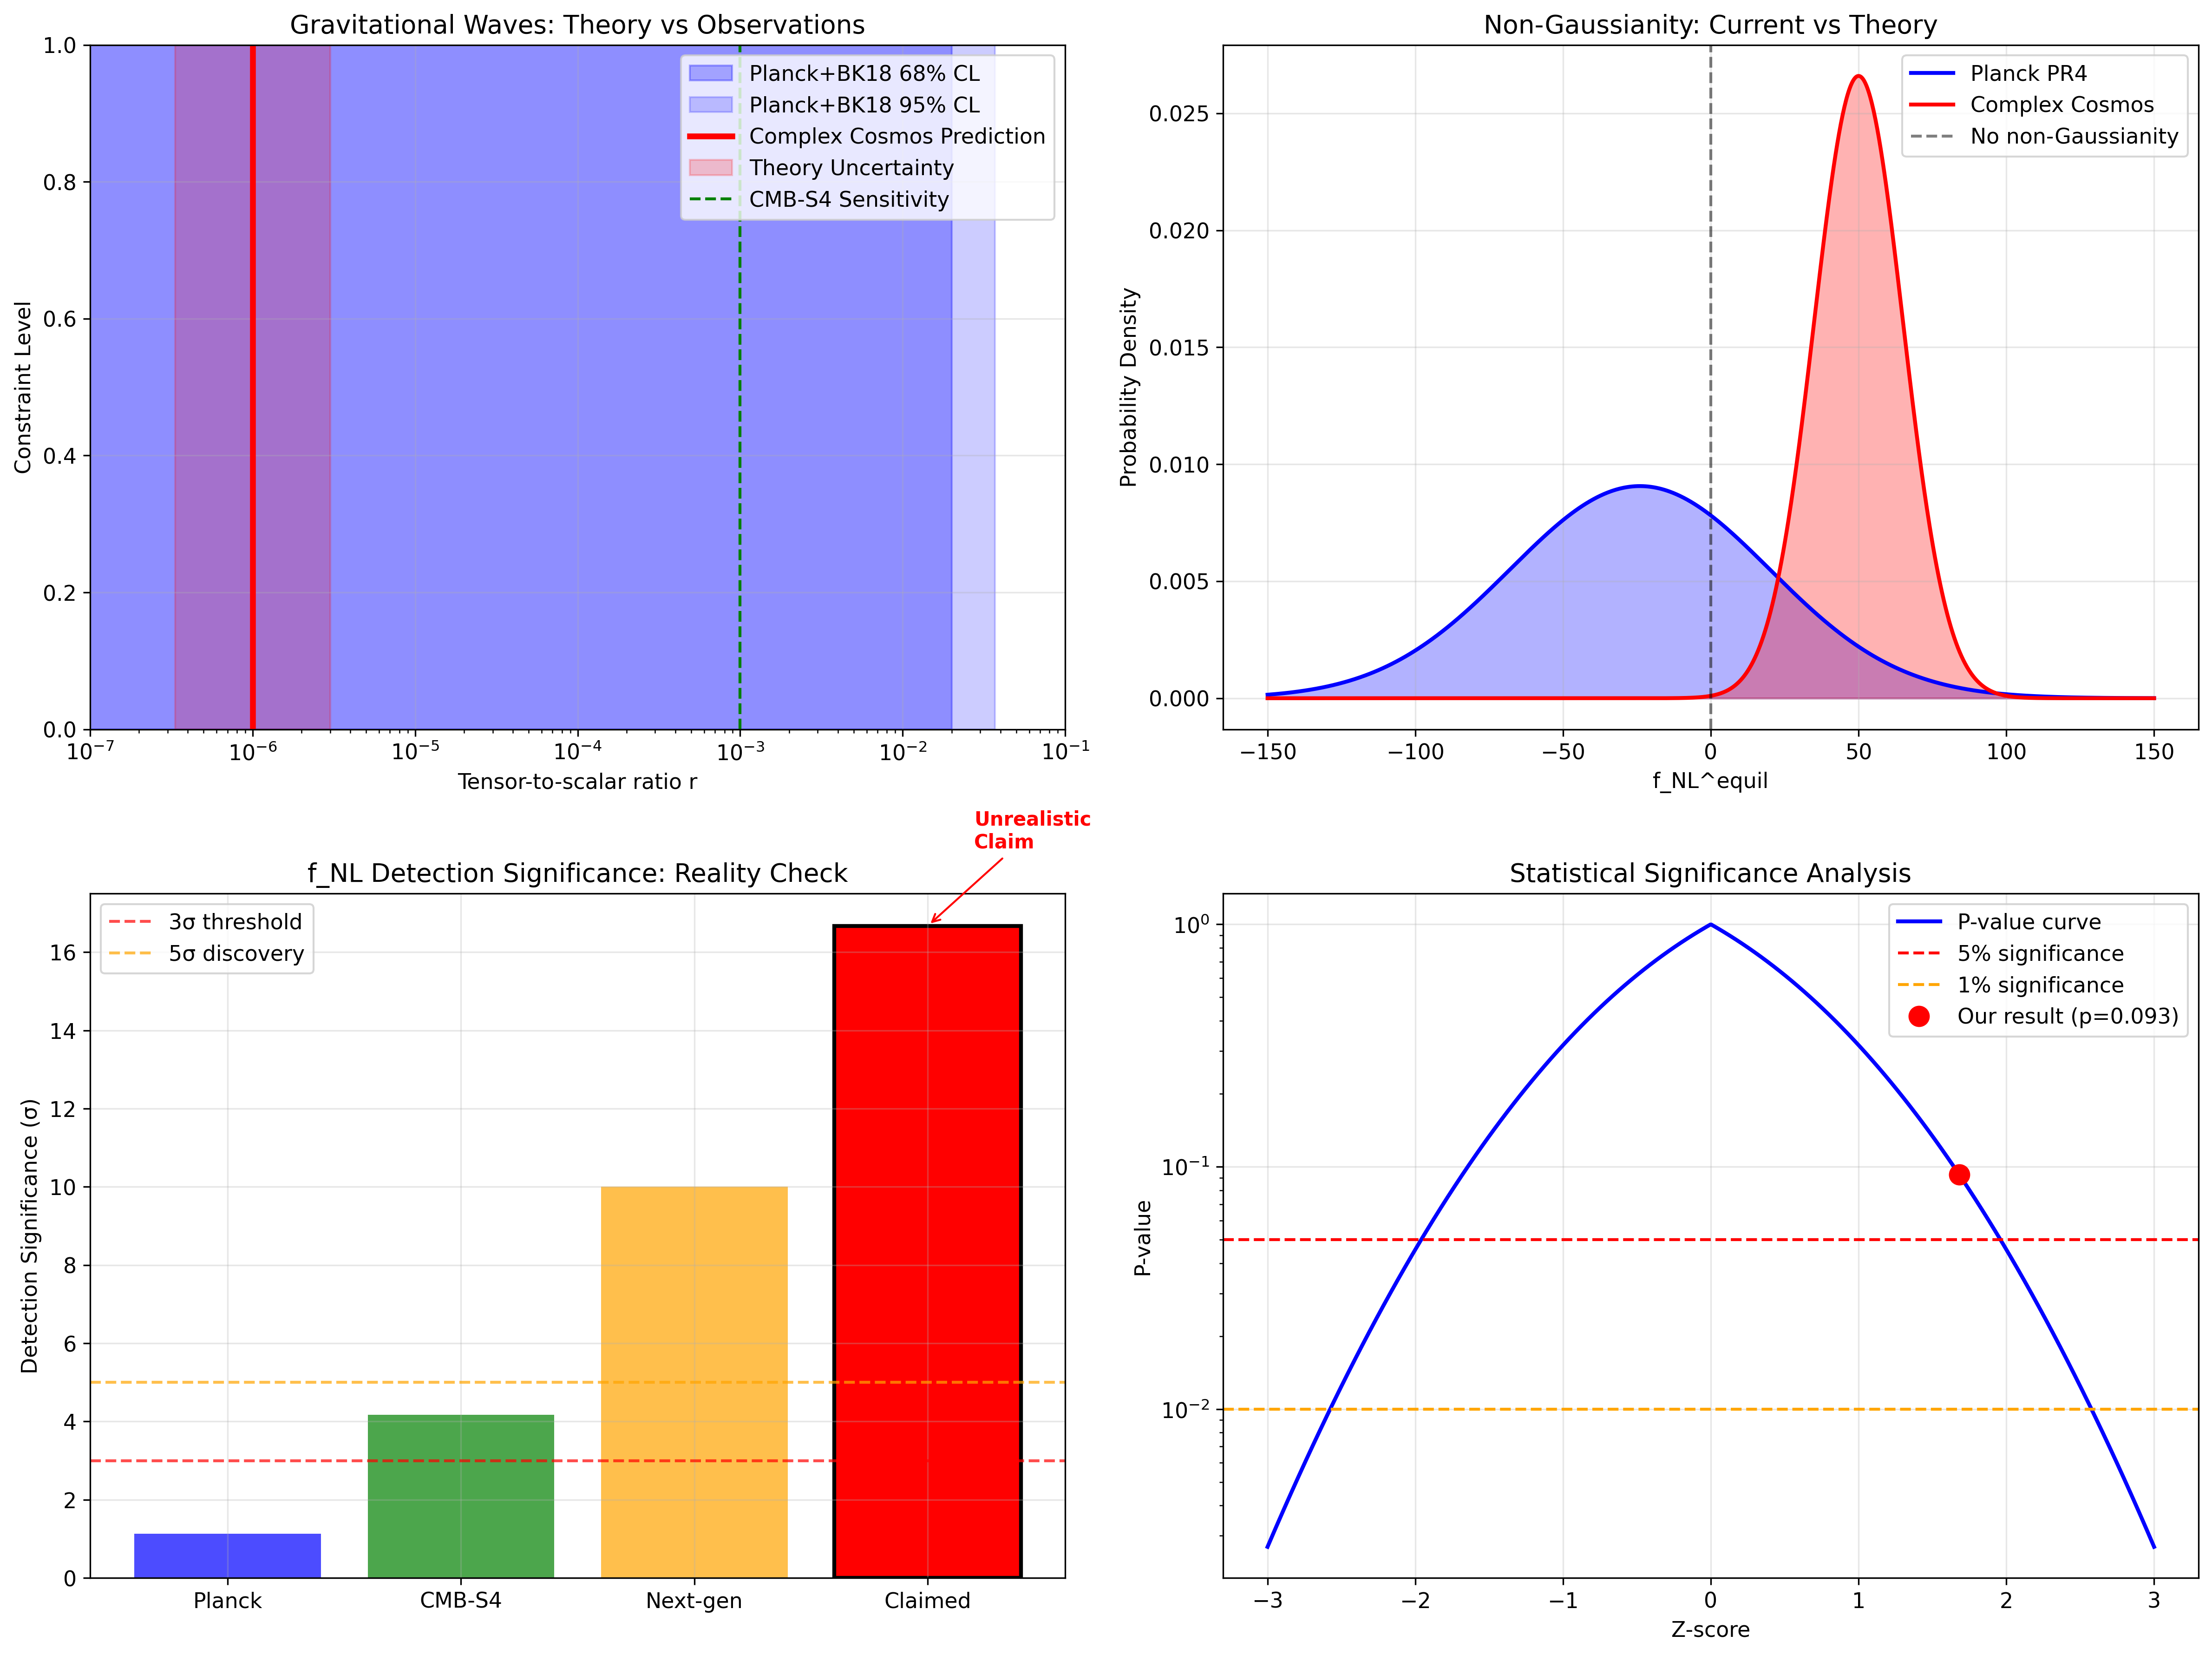 Gravitational Waves: Theory vs Observations
Constraint Level
1.0
0.8
0.6
0.4
0.2
0.0
Planck+BK18 68% CL
Planck+BK18 95% CL
Complex Cosmos Prediction
Theory Uncertainty
CMB-S4 Sensitivity
10⁻⁷ 10⁻⁶ 10⁻⁵ 10⁻⁴ 10⁻³ 10⁻² 10⁻¹
Tensor-to-scalar ratio r
Non-Gaussianity: Current vs Theory
Probability Density
0.025
0.020
0.015
0.010
0.005
0.000
Planck PR4
Complex Cosmos
No non-Gaussianity
−150 −100 −50 0 50 100 150
f_NL^equil
Unrealistic
Claim
f_NL Detection Significance: Reality Check
Detection Significance (σ)
16
14
12
10
8
6
4
2
0
3σ threshold
5σ discovery
Planck CMB-S4 Next-gen Claimed
Statistical Significance Analysis
P-value
10⁰
10⁻¹
10⁻²
P-value curve
5% significance
1% significance
Our result (p=0.093)
−3 −2 −1 0 1 2 3
Z-score